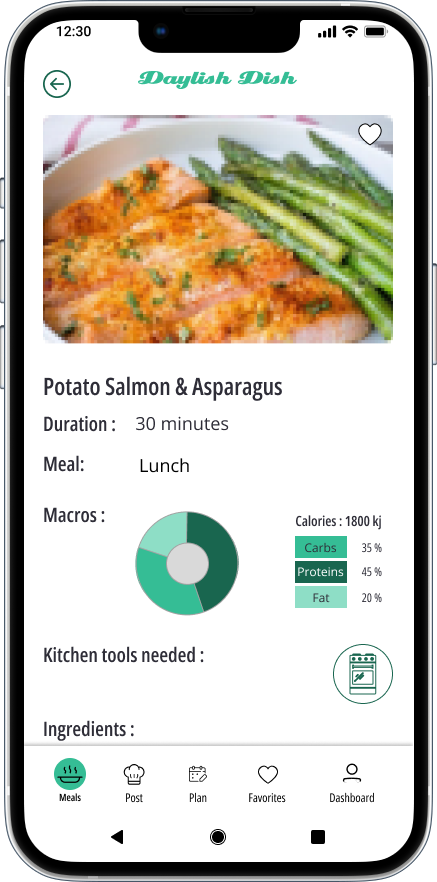 12:30
Daylish Dish
Potato Salmon & Asparagus
Duration : 30 minutes
Meal: Lunch
Macros :
Calories : 1800 kj
Carbs 35 %
Proteins 45 %
Fat 20 %
Kitchen tools needed :
Ingredients :
Meals Post Plan Favorites Dashboard